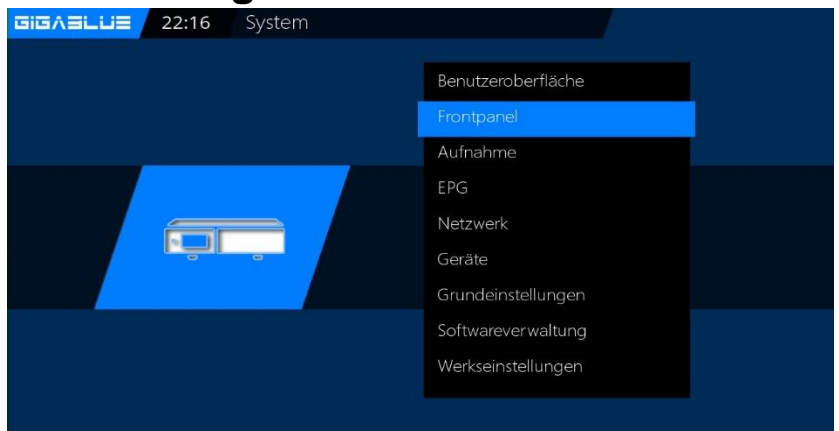 GIGABLUE 22:16 System
Benutzeroberfläche
Frontpanel
Aufnahme
EPG
Netzwerk
Geräte
Grundeinstellungen
Softwareverwaltung
Werkseinstellungen